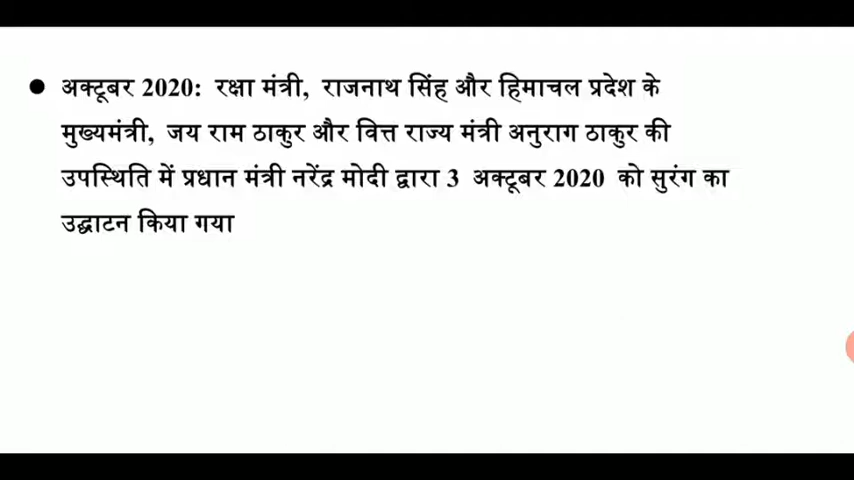 ● अक्टूबर 2020: रक्षा मंत्री, राजनाथ सिंह और हिमाचल प्रदेश के
मुख्यमंत्री, जय राम ठाकुर और वित्त राज्य मंत्री अनुराग ठाकुर की
उपस्थिति में प्रधान मंत्री नरेंद्र मोदी द्वारा 3 अक्टूबर 2020 को सुरंग का
उद्घाटन किया गया